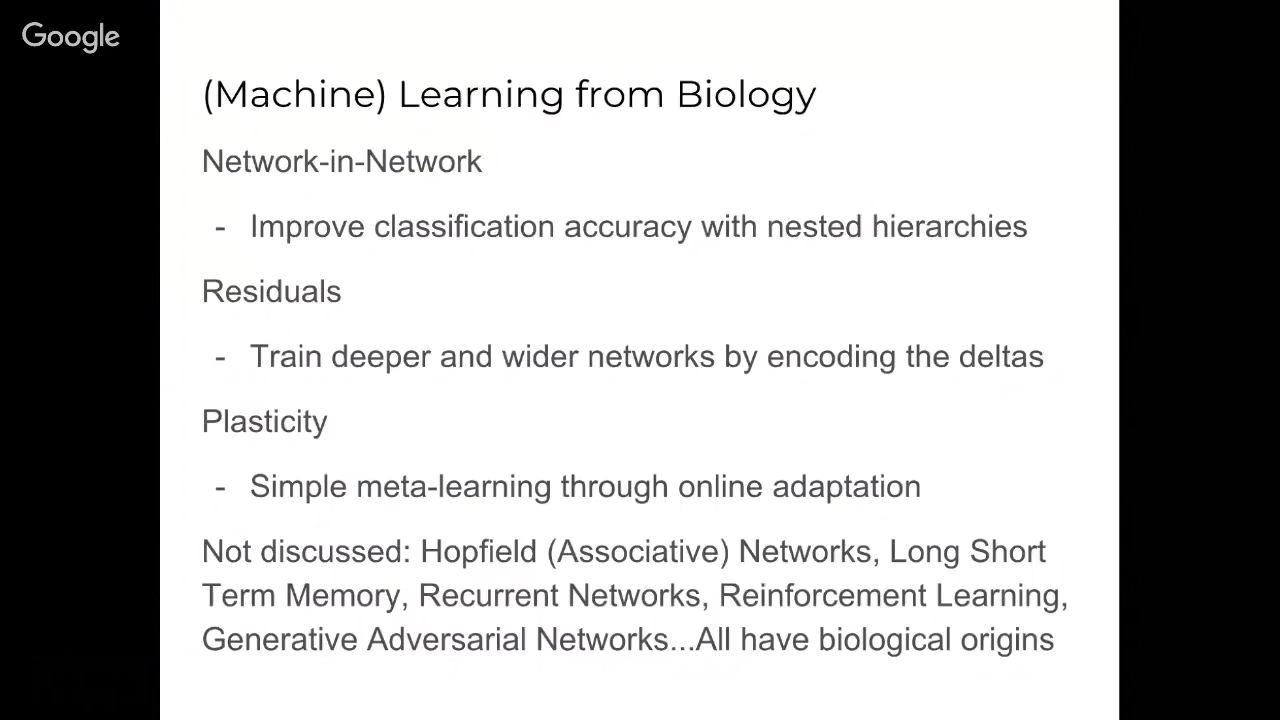 Google
(Machine) Learning from Biology
Network-in-Network
- Improve classification accuracy with nested hierarchies
Residuals
- Train deeper and wider networks by encoding the deltas
Plasticity
- Simple meta-learning through online adaptation
Not discussed: Hopfield (Associative) Networks, Long Short
Term Memory, Recurrent Networks, Reinforcement Learning,
Generative Adversarial Networks...All have biological origins